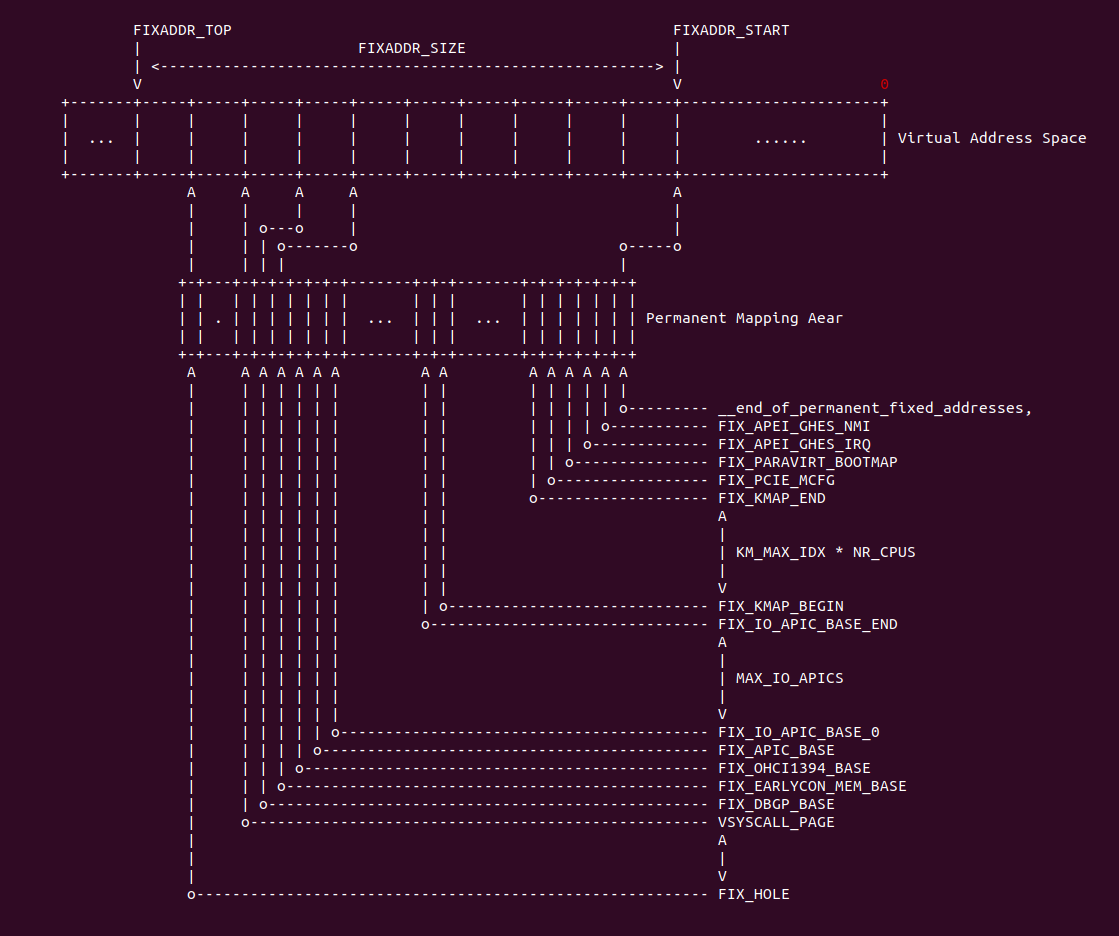 FIXADDR_TOP FIXADDR_START
FIXADDR_SIZE
0
... ...... Virtual Address Space
. ... ... Permanent Mapping Aear
__end_of_permanent_fixed_addresses,
FIX_APEI_GHES_NMI
FIX_APEI_GHES_IRQ
FIX_PARAVIRT_BOOTMAP
FIX_PCIE_MCFG
FIX_KMAP_END
KM_MAX_IDX * NR_CPUS
FIX_KMAP_BEGIN
FIX_IO_APIC_BASE_END
MAX_IO_APICS
FIX_IO_APIC_BASE_0
FIX_APIC_BASE
FIX_OHCI1394_BASE
FIX_EARLYCON_MEM_BASE
FIX_DBGP_BASE
VSYSCALL_PAGE
FIX_HOLE